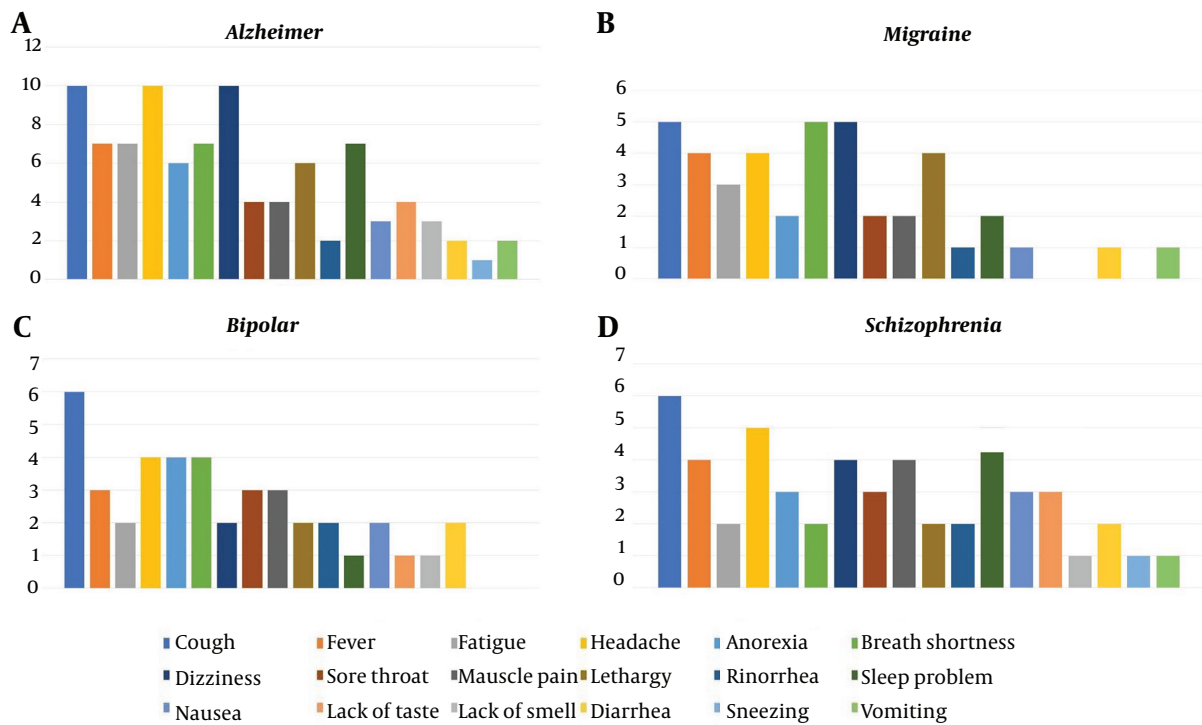 A
Alzheimer
12
10
8
6
4
2
0
B
Migraine
6
5
4
3
2
1
0
C
Bipolar
7
6
5
4
3
2
1
0
D
Schizophrenia
7
6
5
4
3
2
1
0
Cough Fever Fatigue Headache Anorexia Breath shortness
Dizziness Sore throat Mauscle pain Lethargy Rinorrhea Sleep problem
Nausea Lack of taste Lack of smell Diarrhea Sneezing Vomiting